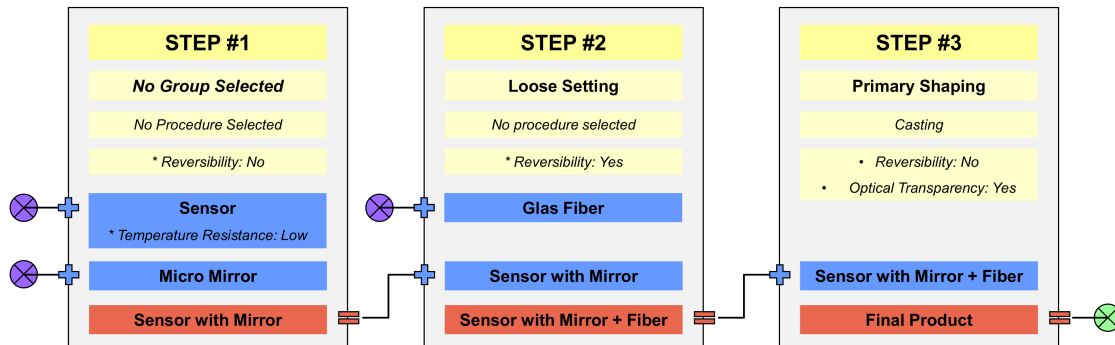 STEP #1
No Group Selected
No Procedure Selected
* Reversibility: No
Sensor
* Temperature Resistance: Low
Micro Mirror
Sensor with Mirror
STEP #2
Loose Setting
No procedure selected
* Reversibility: Yes
Glas Fiber
Sensor with Mirror
Sensor with Mirror + Fiber
STEP #3
Primary Shaping
Casting
• Reversibility: No
• Optical Transparency: Yes
Sensor with Mirror + Fiber
Final Product